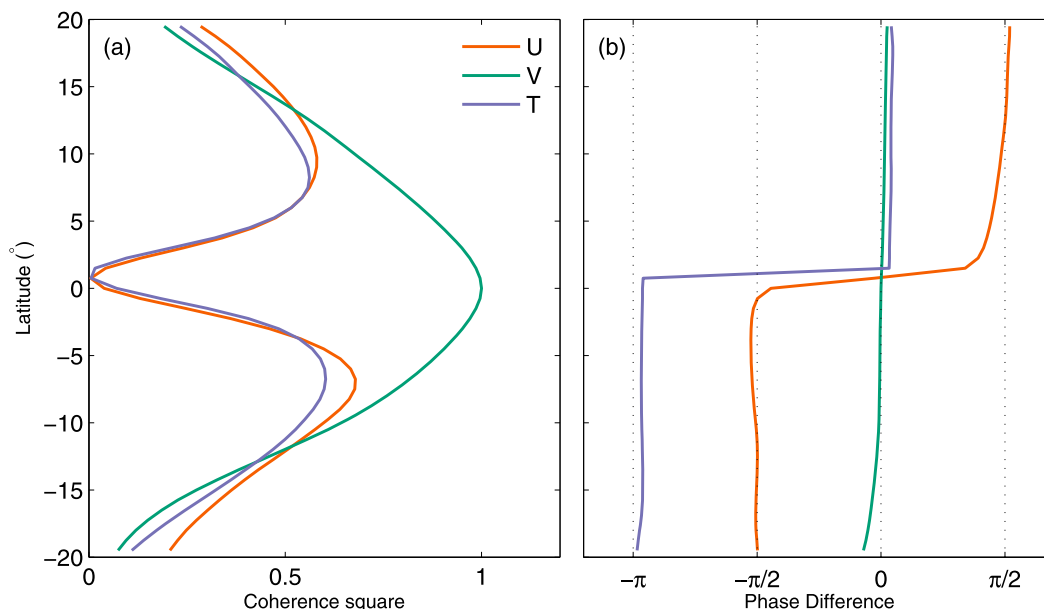 (a)
U
V
T
(b)
20
15
10
5
0
−5
−10
−15
−20
Latitude (°)
0
0.5
1
Coherence square
−π
−π/2
0
π/2
Phase Difference